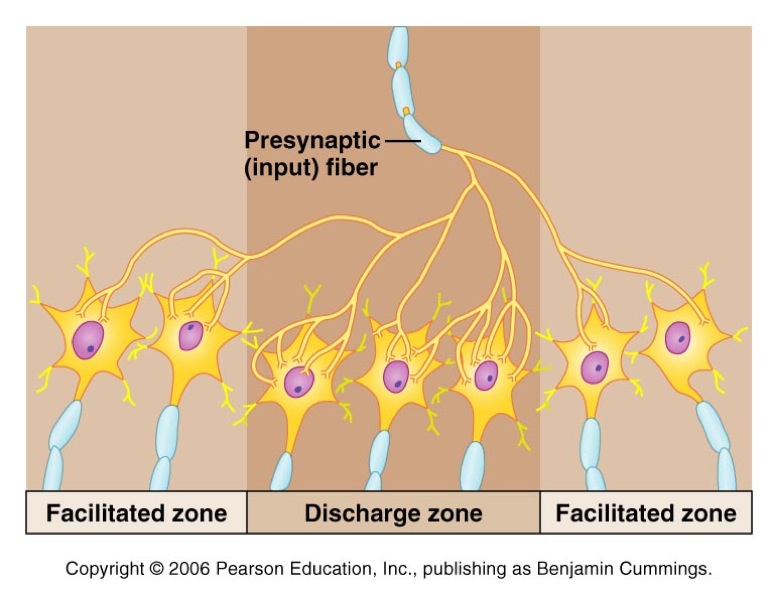 Presynaptic
(input) fiber
Facilitated zone
Discharge zone
Facilitated zone
Copyright © 2006 Pearson Education, Inc., publishing as Benjamin Cummings.